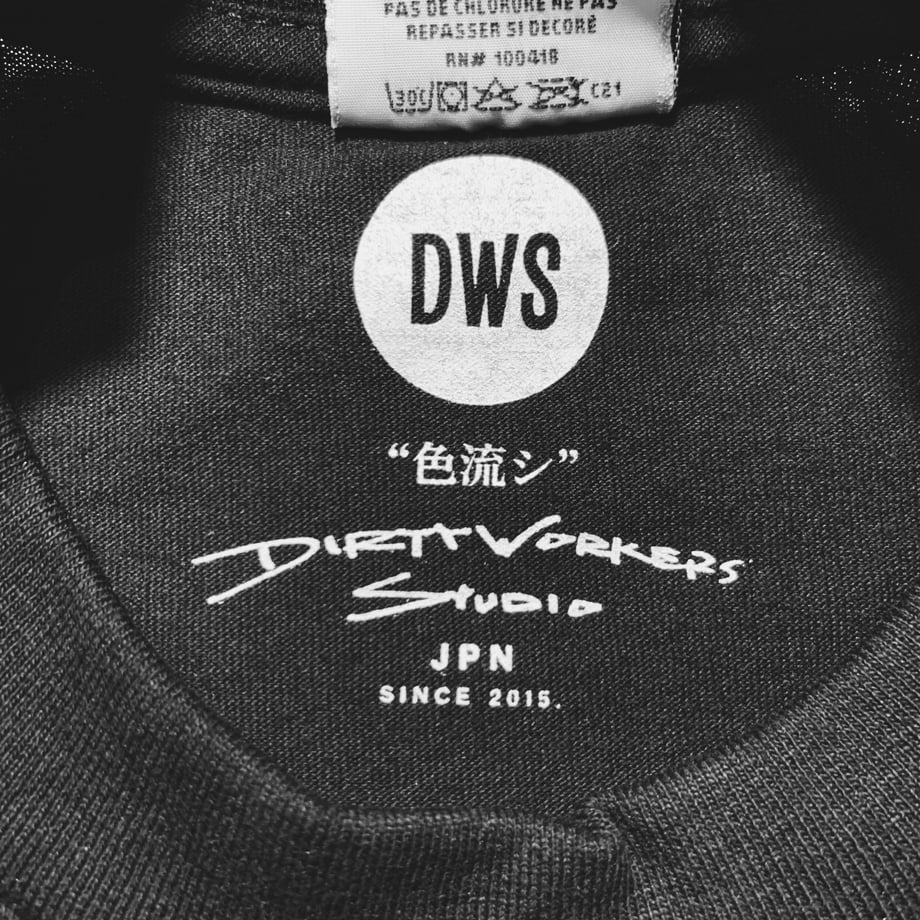 PAS DE CHLORURE NE PAS
REPASSER SI DECORÉ
RN# 100418
30C C21
DWS
“色流シ”
DIRTYWORKERS
STUDIO
JPN
SINCE 2015.